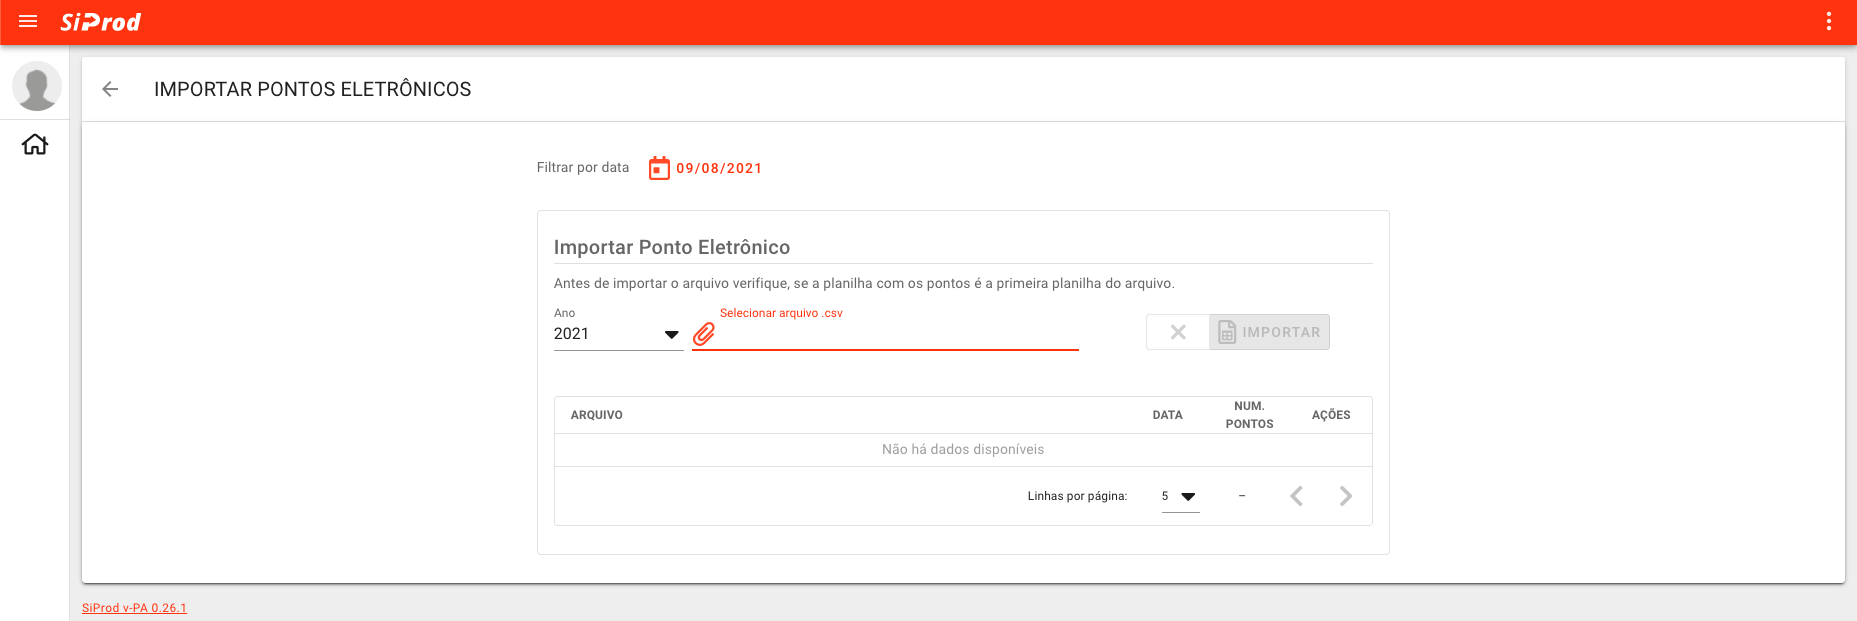 SiProd
IMPORTAR PONTOS ELETRÔNICOS
Filtrar por data 09/08/2021
Importar Ponto Eletrônico
Antes de importar o arquivo verifique, se a planilha com os pontos é a primeira planilha do arquivo.
Ano
2021
Selecionar arquivo .csv
IMPORTAR
ARQUIVO DATA NUM. PONTOS AÇÕES
Não há dados disponíveis
Linhas por página: 5 –
SiProd v-PA 0.26.1